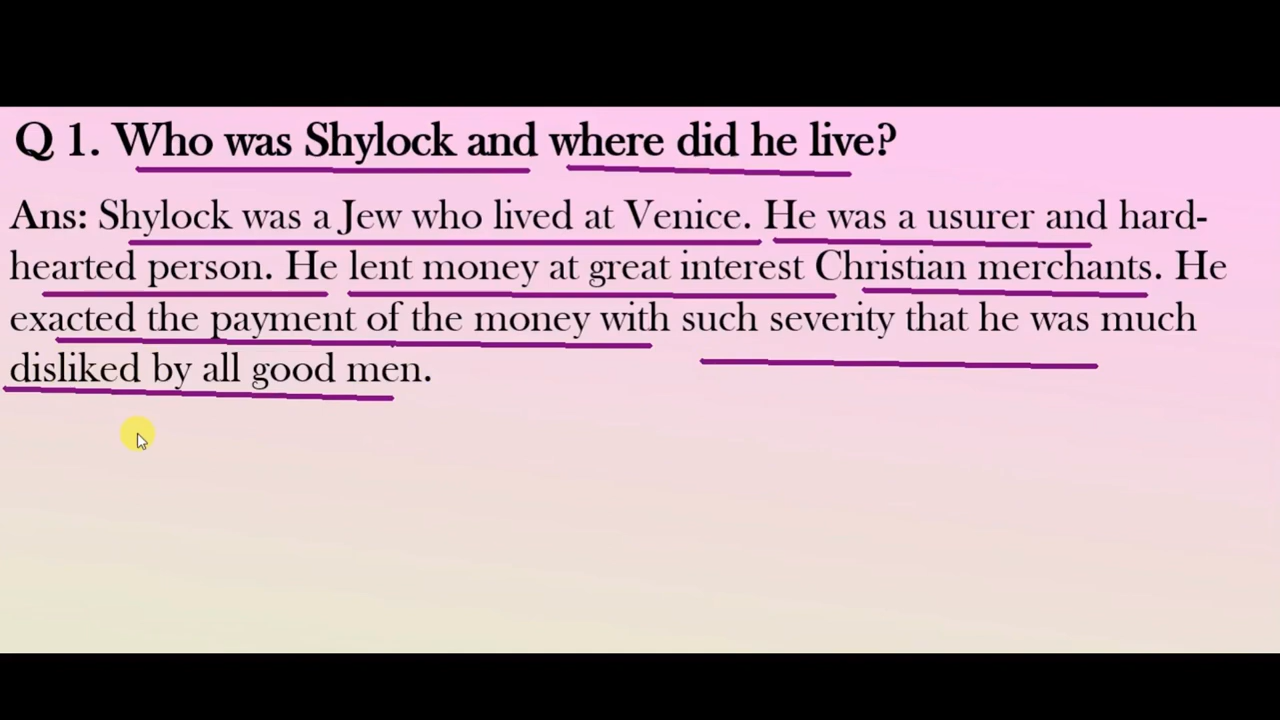 Q 1. Who was Shylock and where did he live?
Ans: Shylock was a Jew who lived at Venice. He was a usurer and hard-
hearted person. He lent money at great interest Christian merchants. He
exacted the payment of the money with such severity that he was much
disliked by all good men.